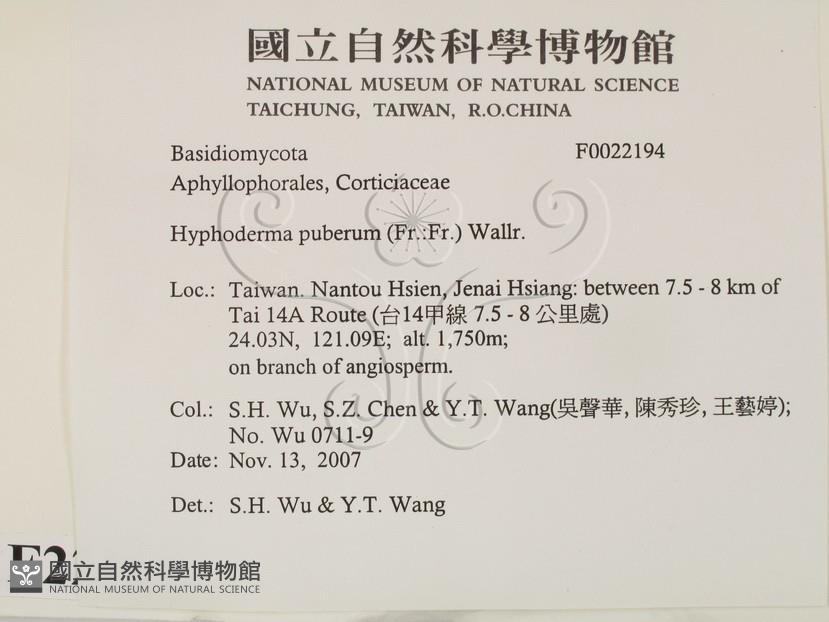 國立自然科學博物館
NATIONAL MUSEUM OF NATURAL SCIENCE
TAICHUNG, TAIWAN, R.O.CHINA
Basidiomycota F0022194
Aphyllophorales, Corticiaceae
Hyphoderma puberum (Fr.:Fr.) Wallr.
Loc.: Taiwan. Nantou Hsien, Jenai Hsiang: between 7.5 - 8 km of
Tai 14A Route (台14甲線 7.5 - 8 公里處)
24.03N, 121.09E; alt. 1,750m;
on branch of angiosperm.
Col.: S.H. Wu, S.Z. Chen & Y.T. Wang(吳聲華, 陳秀珍, 王藝婷);
No. Wu 0711-9
Date: Nov. 13, 2007
Det.: S.H. Wu & Y.T. Wang
國立自然科學博物館
NATIONAL MUSEUM OF NATURAL SCIENCE